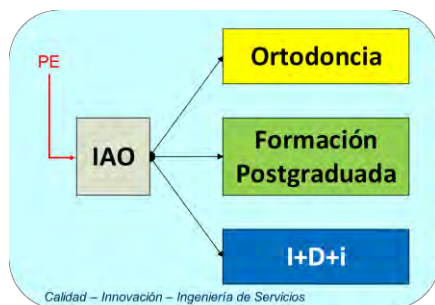 PE
IAO
Ortodoncia
Formación
Postgraduada
I+D+i
Calidad – Innovación – Ingeniería de Servicios